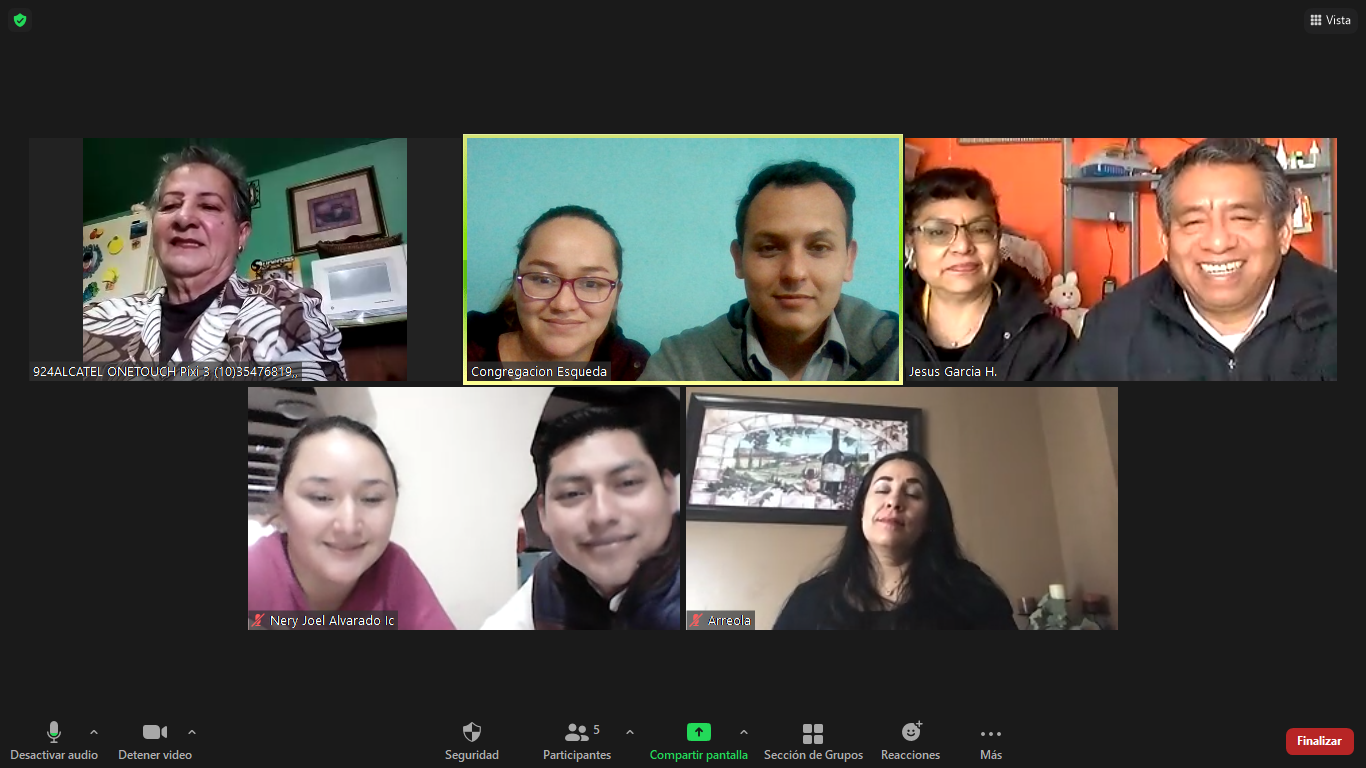 Vista
924ALCATEL ONETOUCH Pixi 3 (10)35476819,,
Congregacion Esqueda
Jesus Garcia H.
Nery Joel Alvarado Ic
Arreola
Desactivar audio
Detener video
Seguridad
5
Participantes
Compartir pantalla
Sección de Grupos
Reacciones
Más
Finalizar